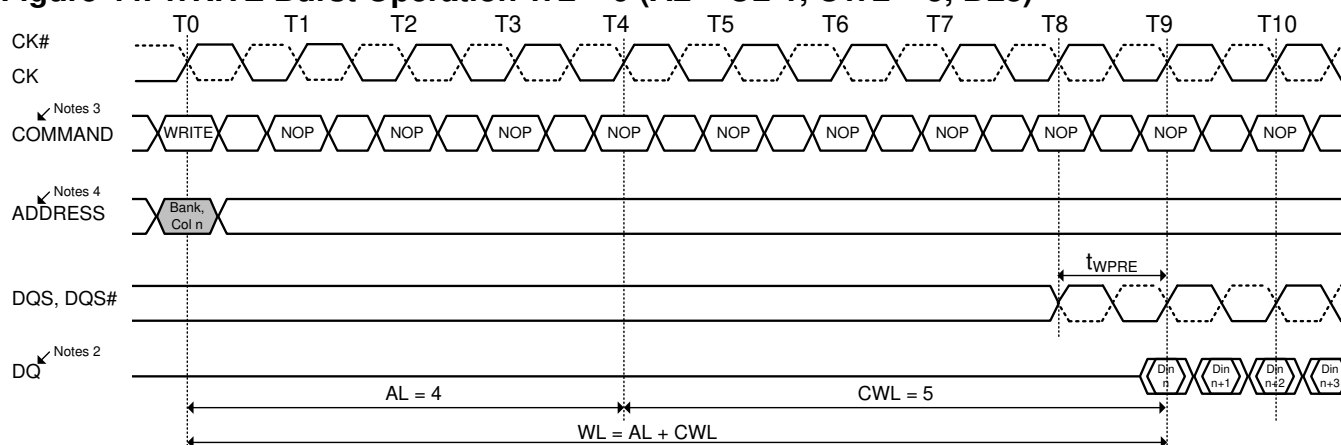 T0 T1 T2 T3 T4 T5 T6 T7 T8 T9 T10
CK#
CK
Notes 3
COMMAND WRITE NOP NOP NOP NOP NOP NOP NOP NOP NOP NOP
Notes 4
ADDRESS
Bank,
Col n
tWPRE
DQS, DQS#
Notes 2
DQ
Din
n
Din
n+1
Din
n+2
Din
n+3
AL = 4 CWL = 5
WL = AL + CWL